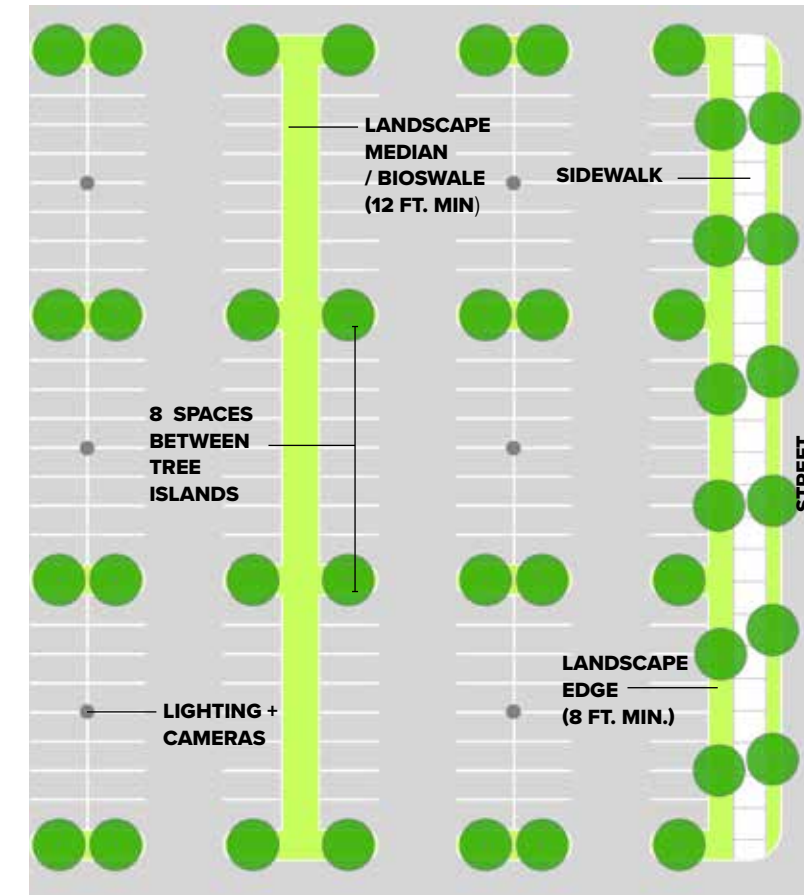 LANDSCAPE
MEDIAN
/ BIOSWALE
(12 FT. MIN)
SIDEWALK
8 SPACES
BETWEEN
TREE
ISLANDS
STREET
LANDSCAPE
EDGE
(8 FT. MIN.)
LIGHTING +
CAMERAS